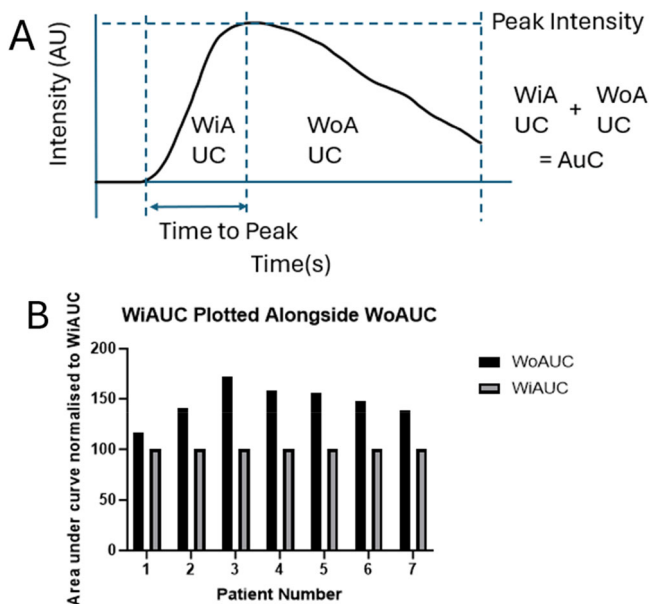 A
Intensity (AU)
Peak Intensity
WiA
UC
WoA
UC
WiA + WoA
UC UC
= AuC
Time to Peak
Time(s)
B
WiAUC Plotted Alongside WoAUC
Area under curve normalised to WiAUC
200
150
100
50
0
1 2 3 4 5 6 7
Patient Number
WoAUC
WiAUC